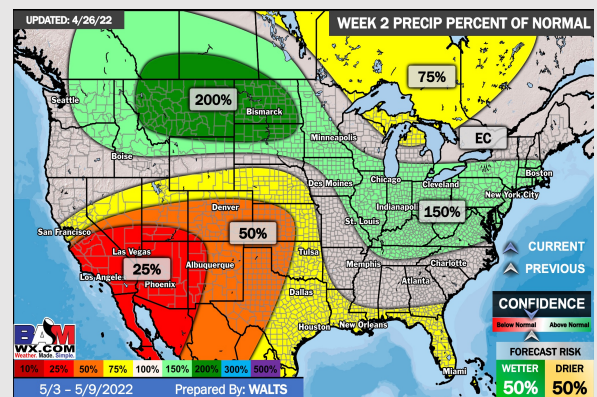 UPDATED: 4/26/22
WEEK 2 PRECIP PERCENT OF NORMAL
75%
Seattle
200%
Bismarck
EC
Minneapolis
Boise
Boston
Des Moines
Chicago
Cleveland
New York City
Denver
Indianapol
150%
San Francisco
50%
St. Louis
Las Vegas
Tulsa
CURRENT
25%
Albuquerque
Memphis
Charlotte
PREVIOUS
Los Angeles
Phoenix
Atlanta
Dallas
CONFIDENCE
Houston
New Orleans
Below Normal
Above Normal
BAM
WX.COM
Weather. Made. Simple.
FORECAST RISK
Miami
WETTER
DRIER
10% 25% 50% 75% 100% 150% 200% 300% 500%
50%
50%
5/3 – 5/9/2022
Prepared By: WALTS